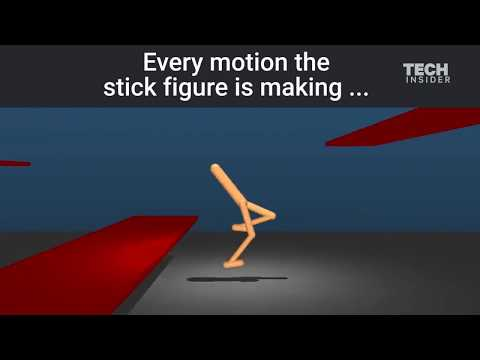 Every motion the
stick figure is making ...
TECH
INSIDER